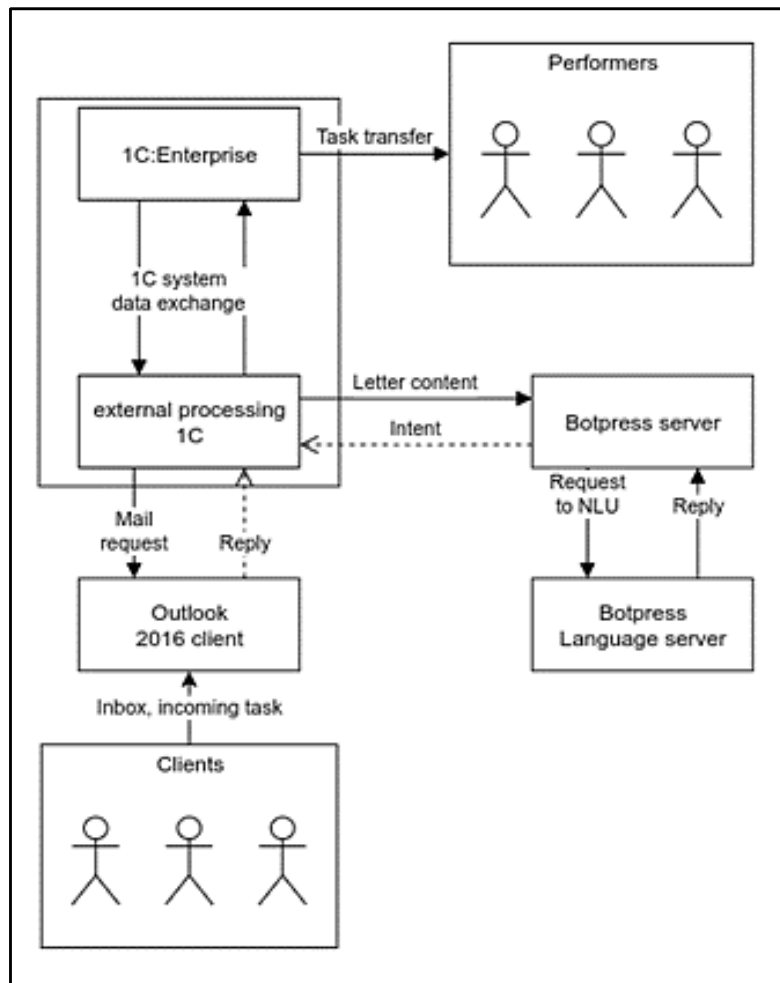 Performers
1C:Enterprise
Task transfer
1C system
data exchange
external processing
1C
Letter content
Intent
Botpress server
Mail
request
Reply
Request
to NLU
Reply
Outlook
2016 client
Botpress
Language server
Inbox, incoming task
Clients